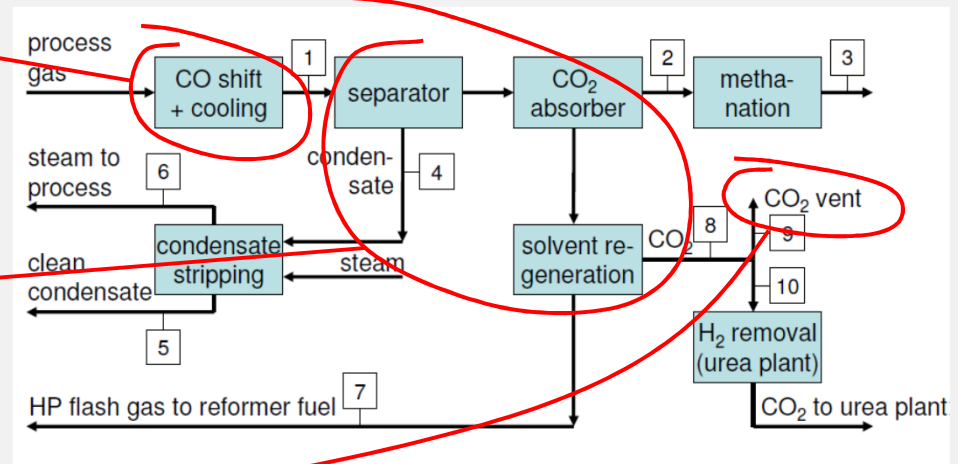 process
gas
CO shift
+ cooling
1
separator
CO₂
absorber
2
metha-
nation
3
steam to
process
6
conden-
sate
4
CO₂ vent
condensate
stripping
steam
clean
condensate
5
solvent re-
generation
CO₂
8
9
10
H₂ removal
(urea plant)
HP flash gas to reformer fuel
7
CO₂ to urea plant